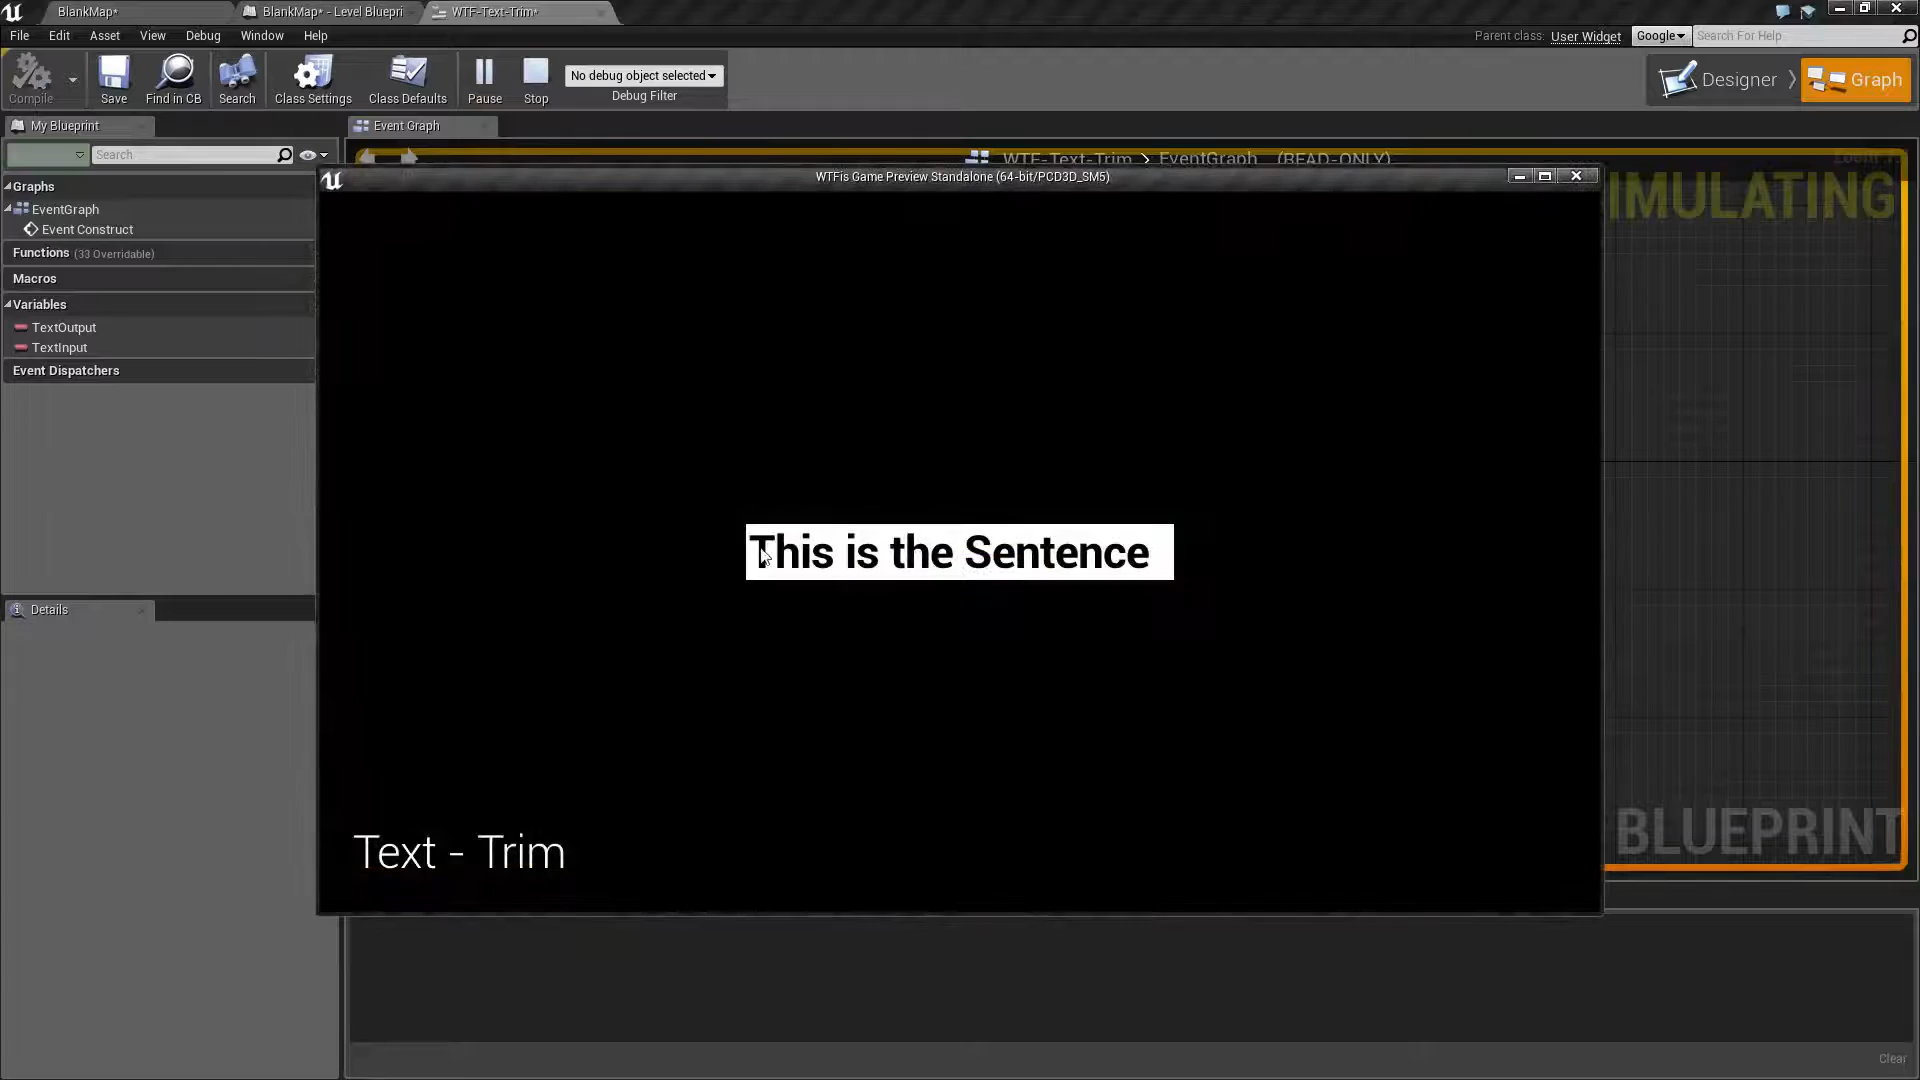 BlankMap*
BlankMap* - Level Bluepri
WTF-Text-Trim*
File Edit Asset View Debug Window Help
Parent class: User Widget Google Search For Help
Compile Save Find in CB Search Class Settings Class Defaults Pause Stop
No debug object selected
Debug Filter
Designer Graph
My Blueprint
Event Graph
Search
WTF-Text-Trim > EventGraph (READ-ONLY)
WTFis Game Preview Standalone (64-bit/PCD3D_SM5)
Graphs
IMULATING
EventGraph
Event Construct
Functions (33 Overridable)
Macros
Variables
TextOutput
TextInput
Event Dispatchers
This is the Sentence
Details
Text - Trim
BLUEPRINT
Clear